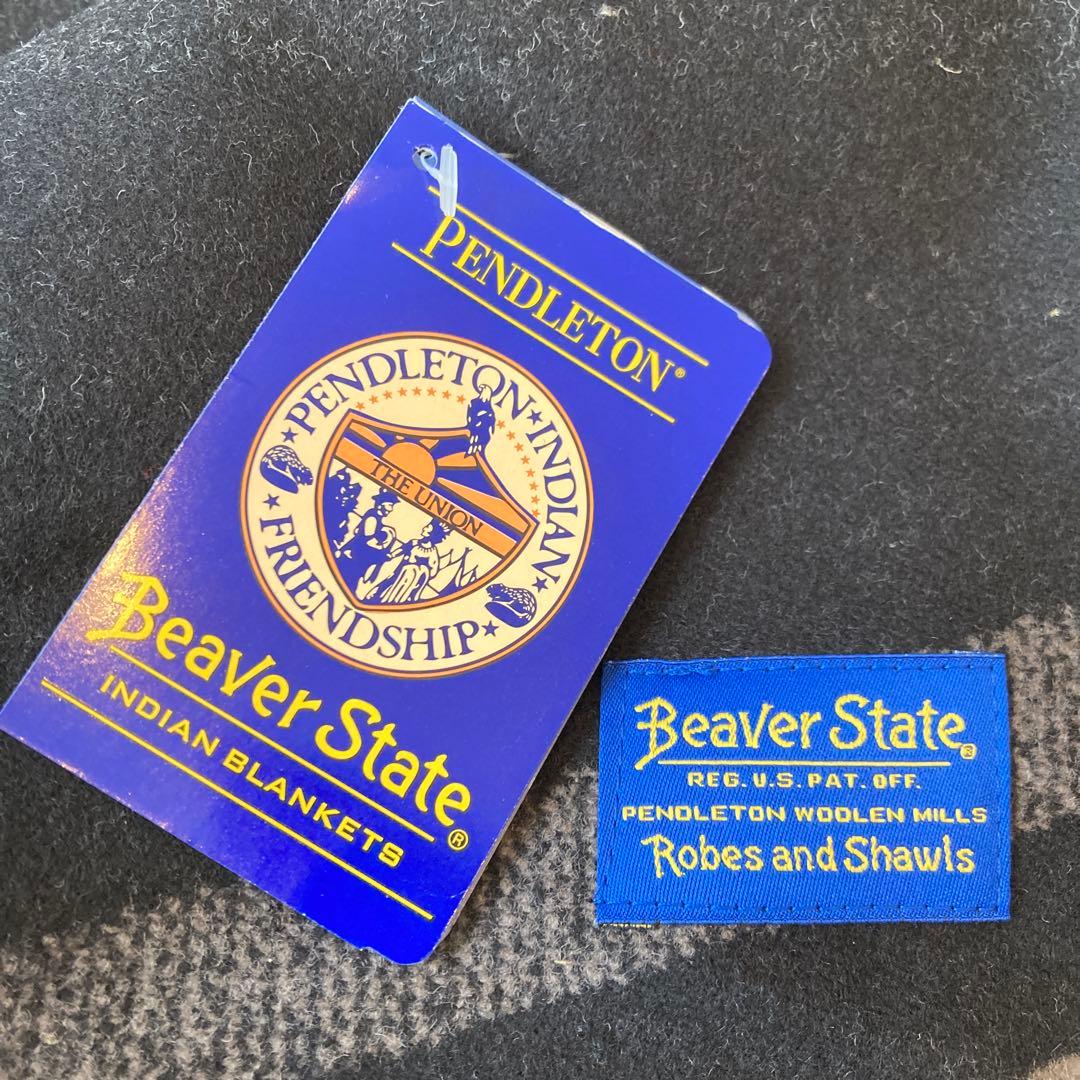 PENDLETON®
PENDLETON★INDIAN★
★FRIENDSHIP★
THE UNION
Beaver State®
INDIAN BLANKETS
Beaver State®
REG. U.S. PAT. OFF.
PENDLETON WOOLEN MILLS
Robes and Shawls